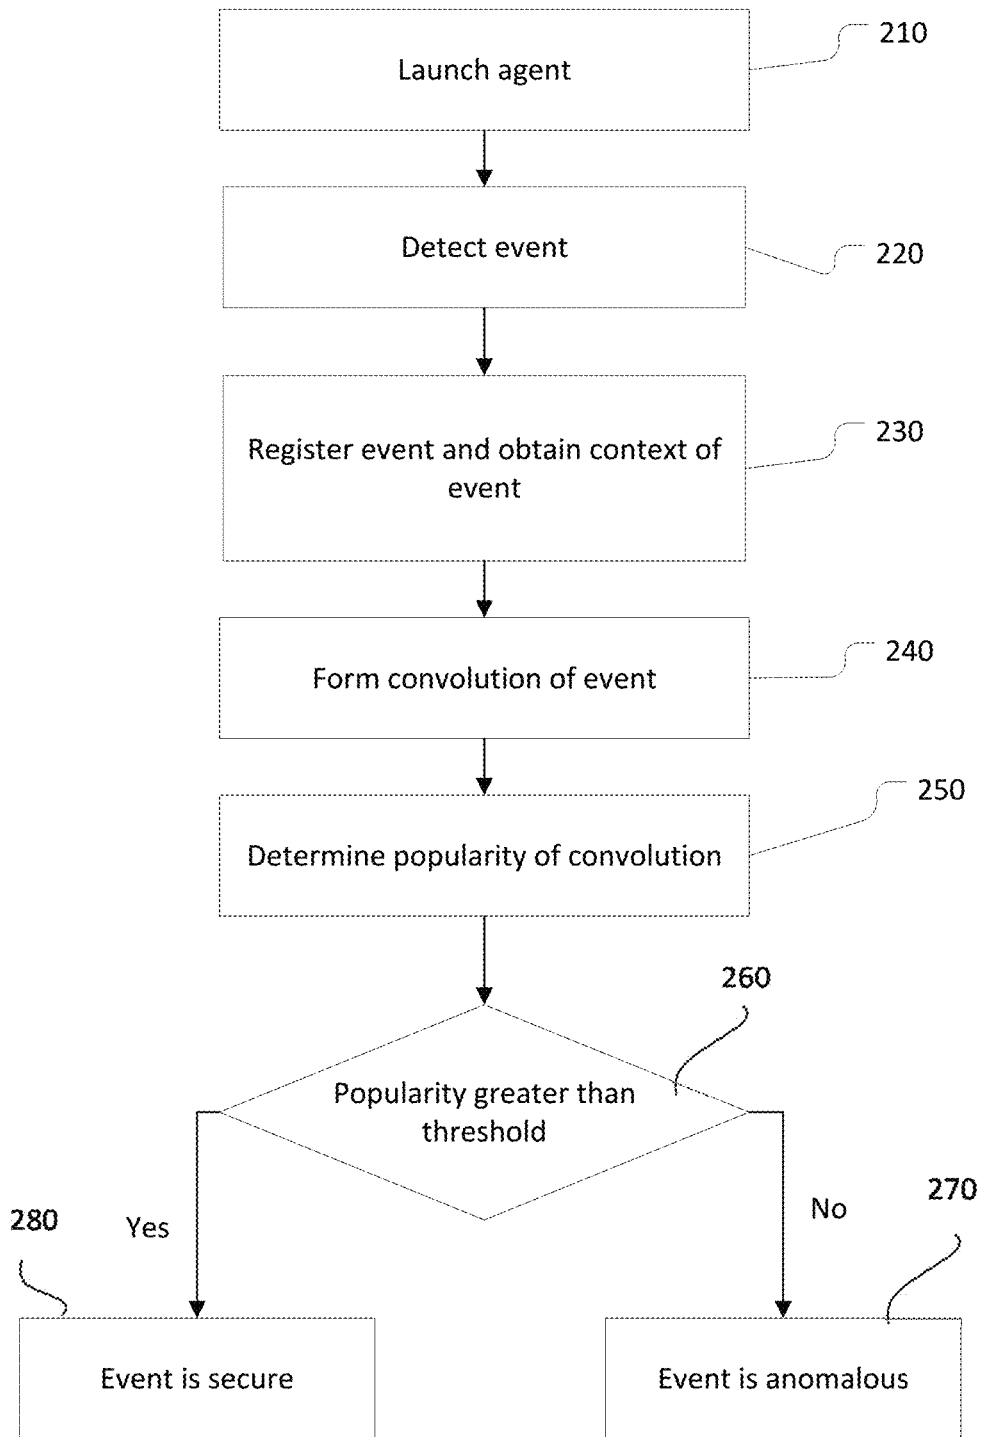 210
Launch agent
Detect event
220
230
Register event and obtain context of
event
240
Form convolution of event
250
Determine popularity of convolution
260
Popularity greater than
threshold
280
Yes
No
270
Event is secure
Event is anomalous